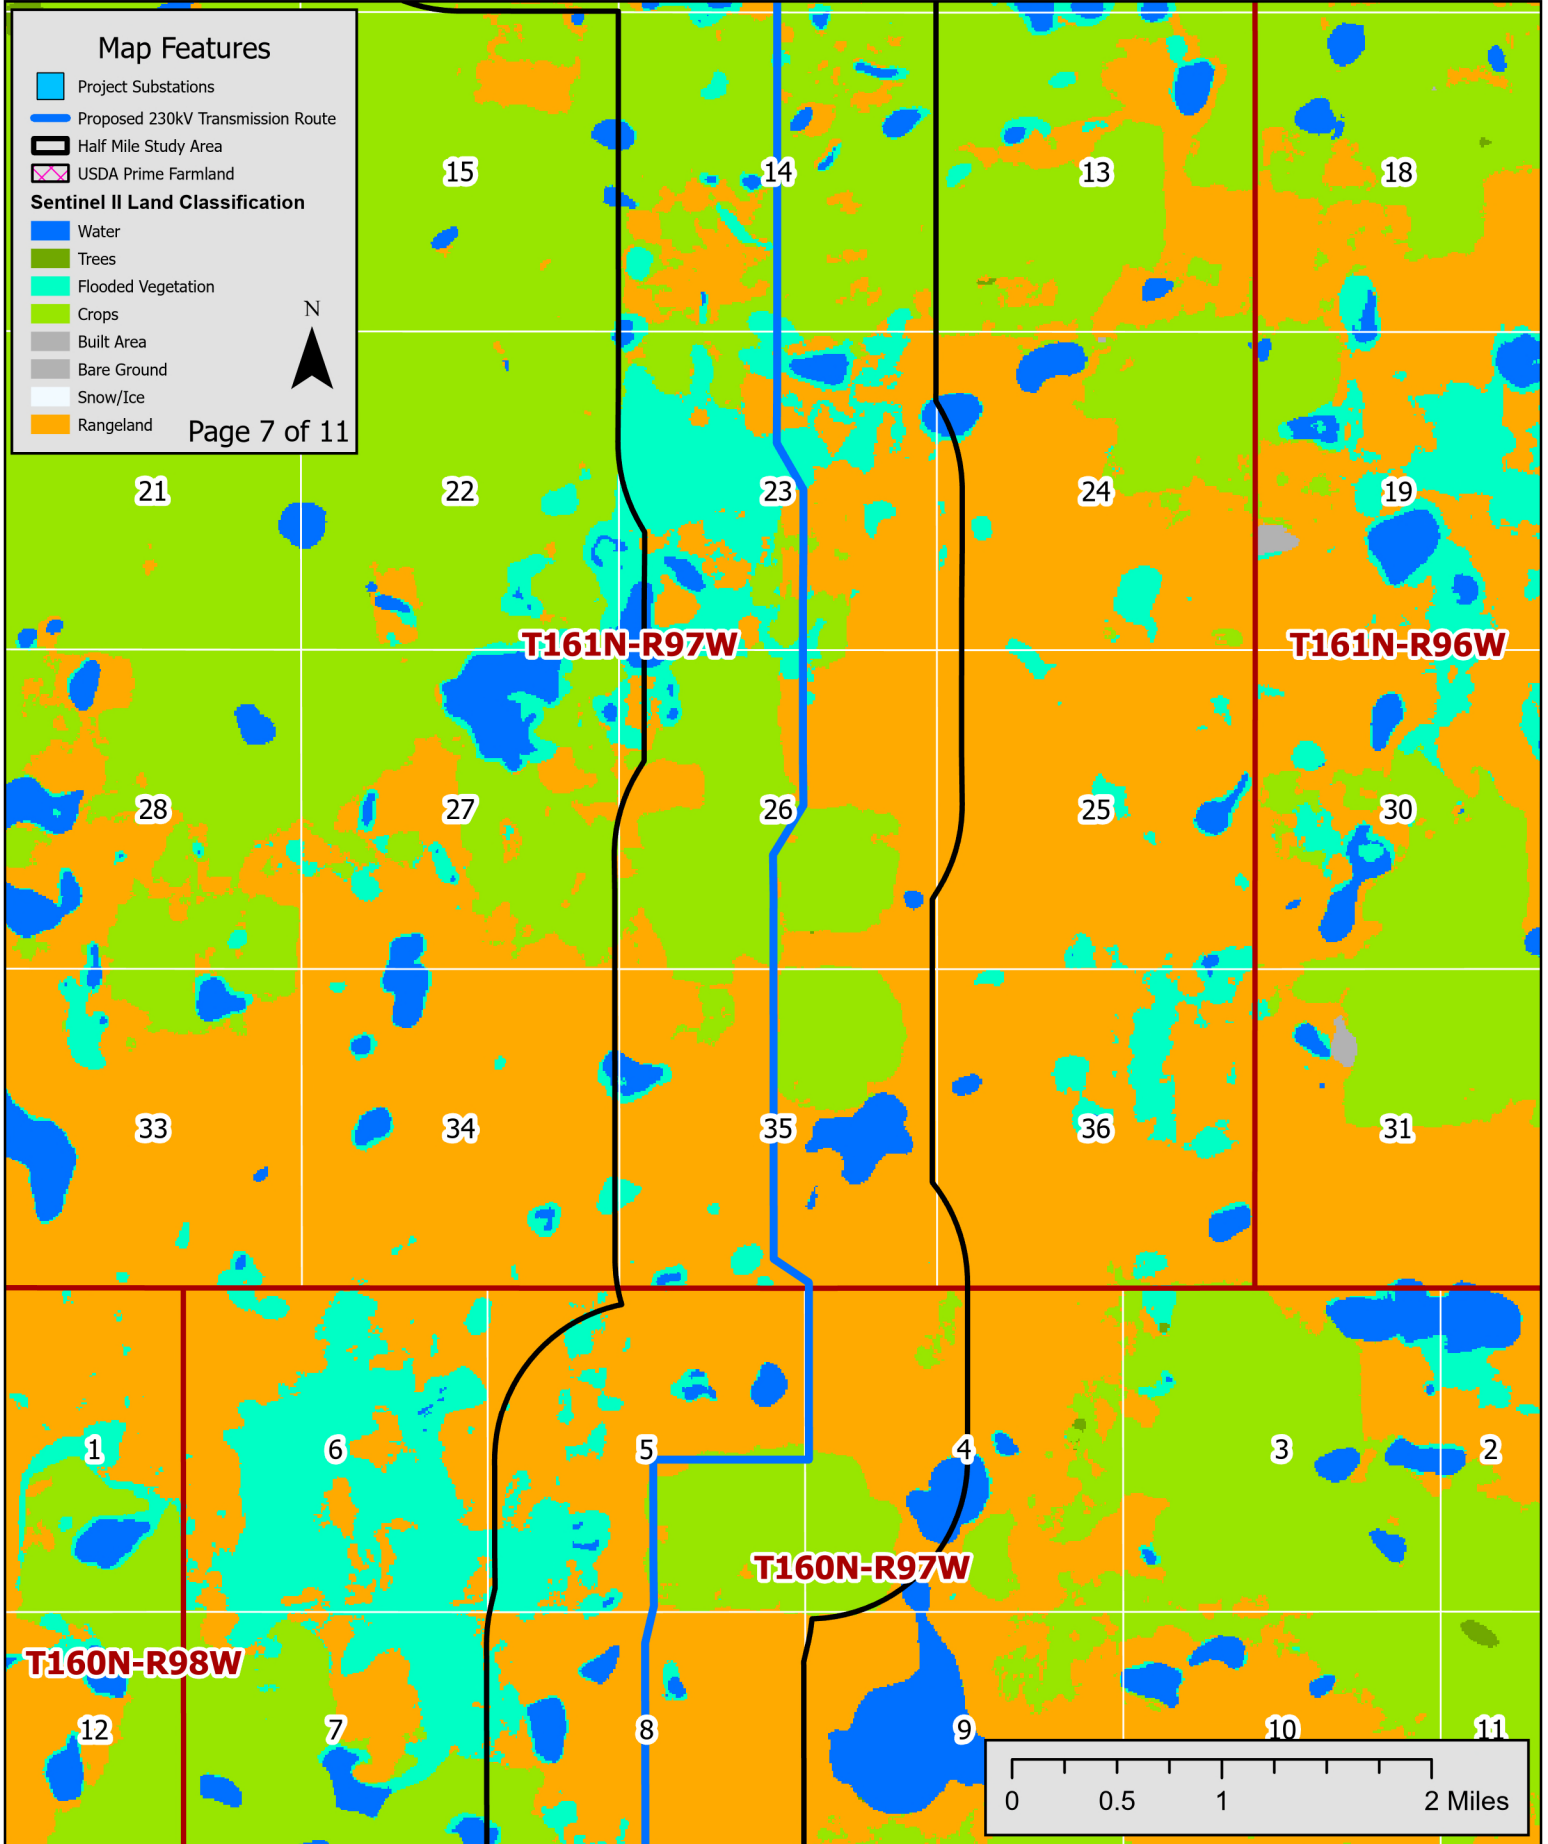 Map Features
Project Substations
Proposed 230kV Transmission Route
Half Mile Study Area
USDA Prime Farmland
Sentinel II Land Classification
Water
Trees
Flooded Vegetation
Crops
Built Area
Bare Ground
Snow/Ice
Rangeland
N
Page 7 of 11
15
14
13
18
21
22
23
24
19
T161N-R97W
T161N-R96W
28
27
26
25
30
33
34
35
36
31
1
6
5
4
3
2
T160N-R97W
T160N-R98W
12
7
8
9
10
11
0 0.5 1 2 Miles